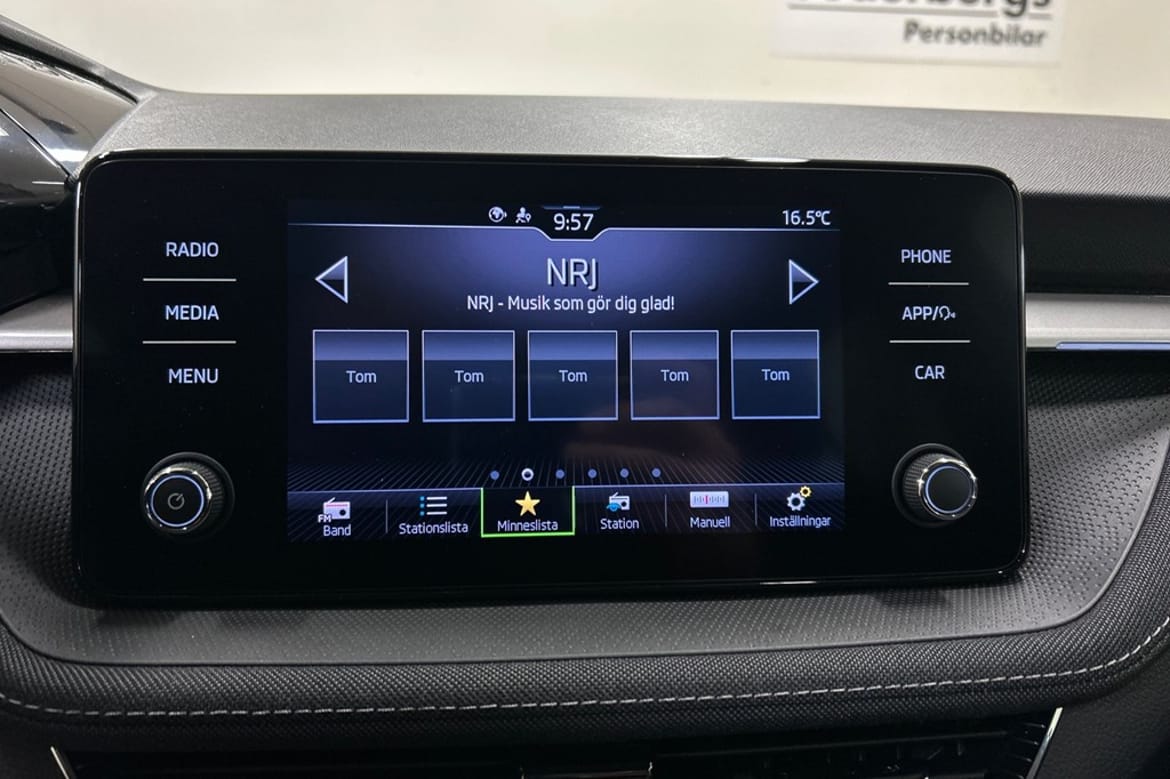 Personbilar
9:57
16.5°C
RADIO
MEDIA
MENU
NRJ
NRJ - Musik som gör dig glad!
Tom
Tom
Tom
Tom
Tom
FM
Band
Stationslista
Minneslista
Station
Manuell
Inställningar
PHONE
APP/
CAR